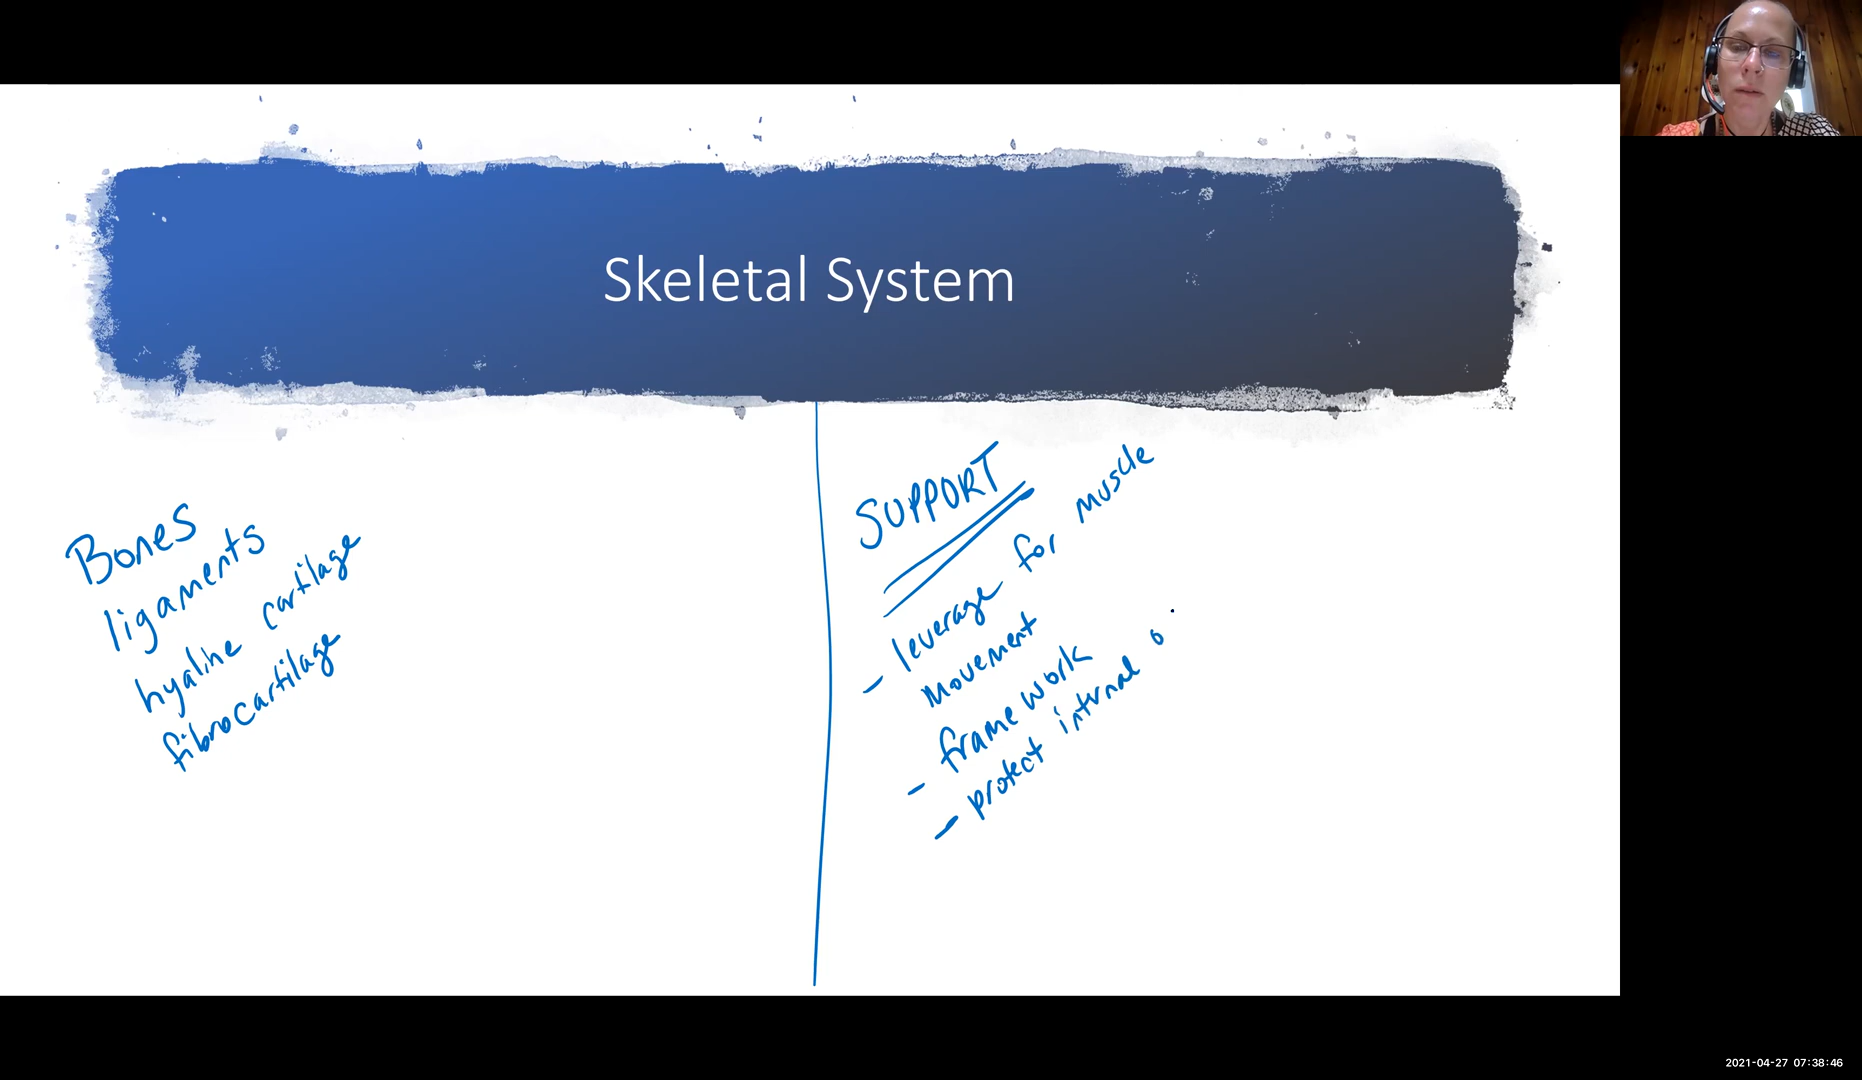 Skeletal System
Bones
ligaments
hyaline cartilage
fibrocartilage
SUPPORT
- leverage for muscle
movement
- framework
- protect internal o
2021-04-27 07:38:46